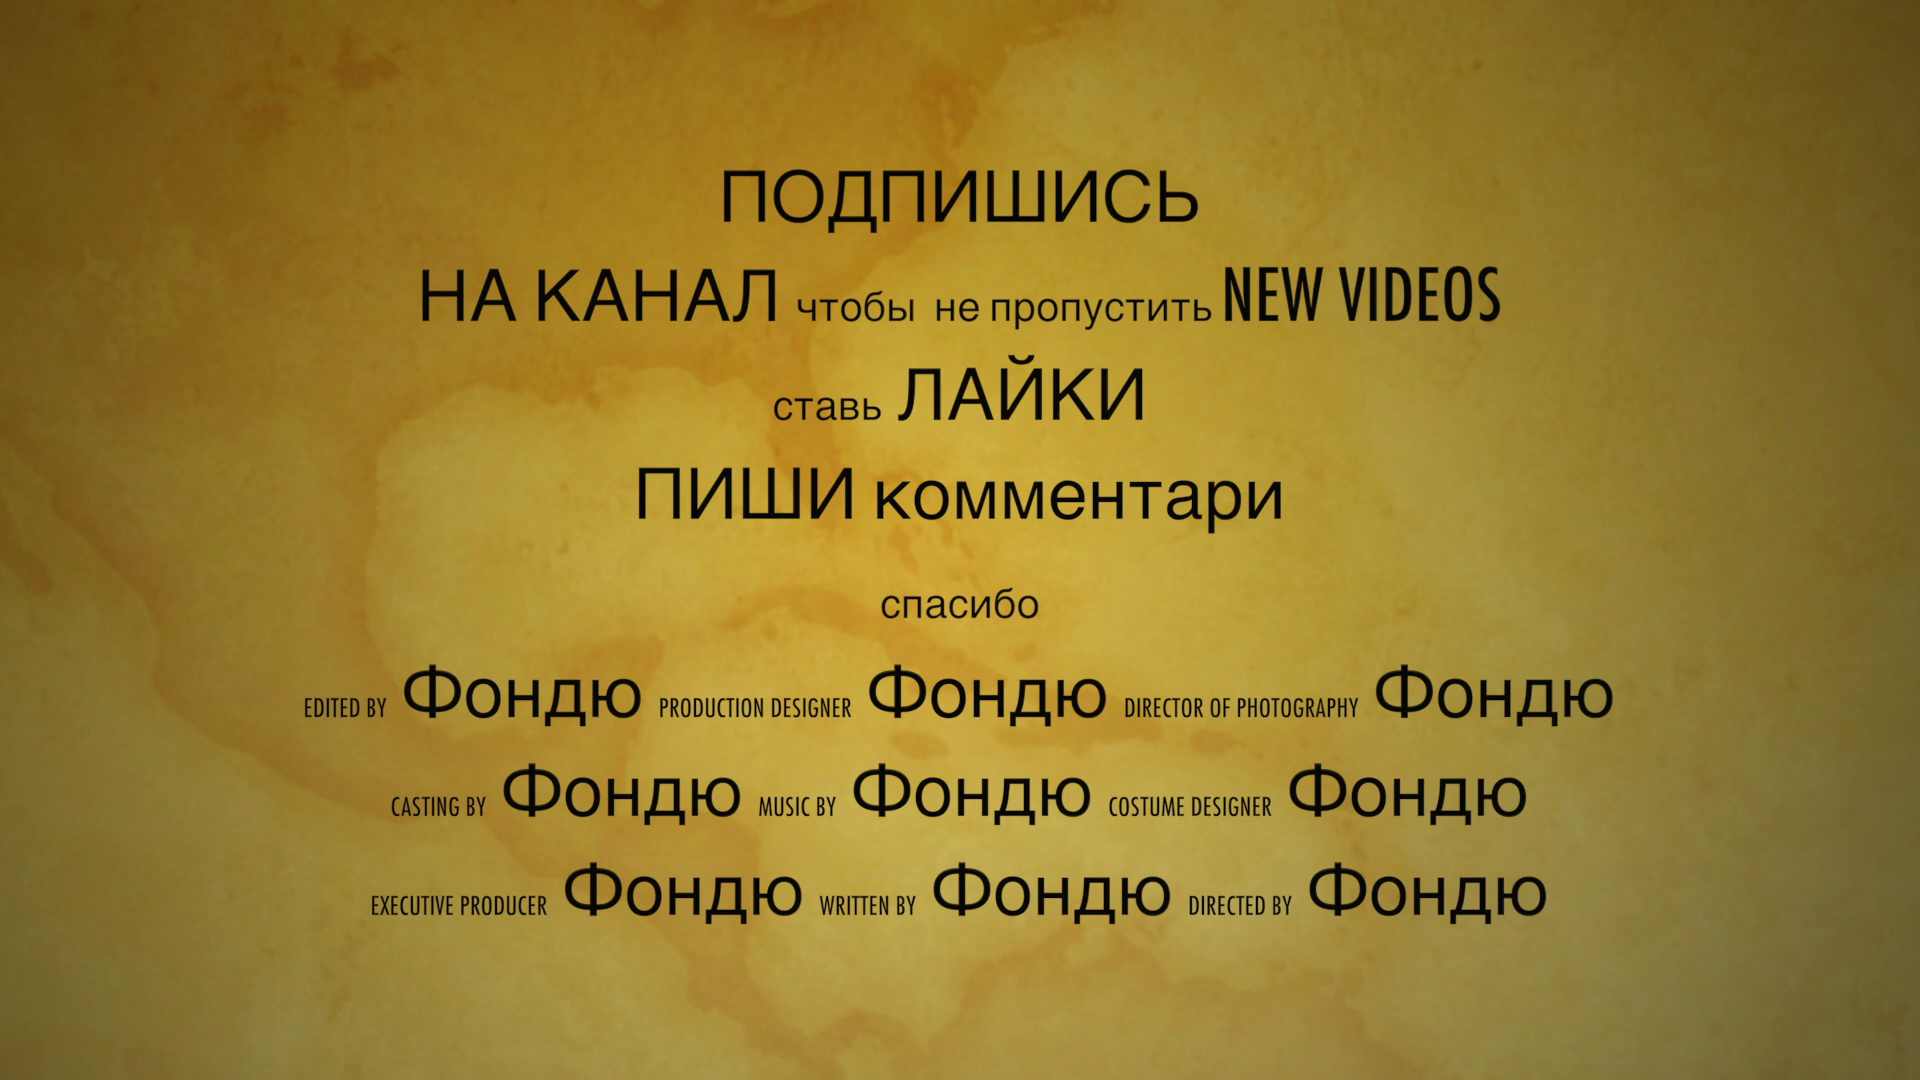 ПОДПИШИСЬ
НА КАНАЛ чтобы не пропустить NEW VIDEOS
ставь ЛАЙКИ
ПИШИ комментари
спасибо
EDITED BY Фондю PRODUCTION DESIGNER Фондю DIRECTOR OF PHOTOGRAPHY Фондю
CASTING BY Фондю MUSIC BY Фондю COSTUME DESIGNER Фондю
EXECUTIVE PRODUCER Фондю WRITTEN BY Фондю DIRECTED BY Фондю